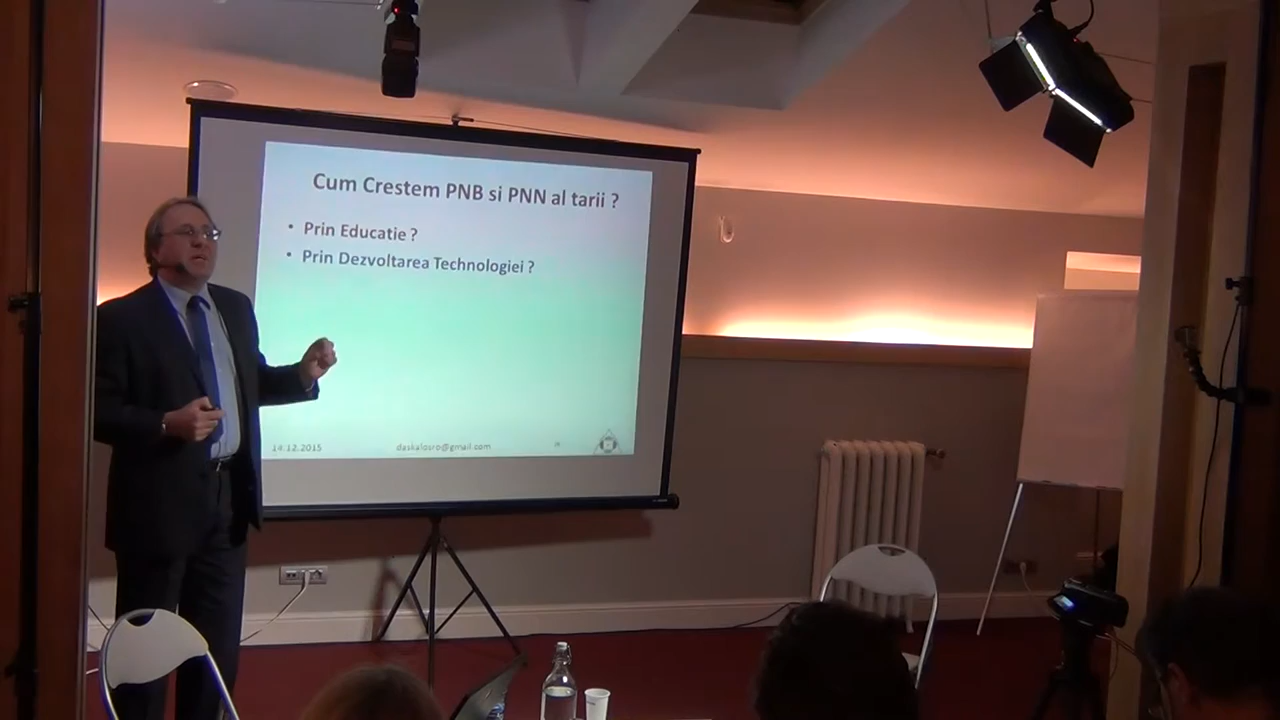 Cum Crestem PNB si PNN al tarii ?
• Prin Educatie ?
• Prin Dezvoltarea Technologiei ?
14.12.2015 daskalosro@gmail.com